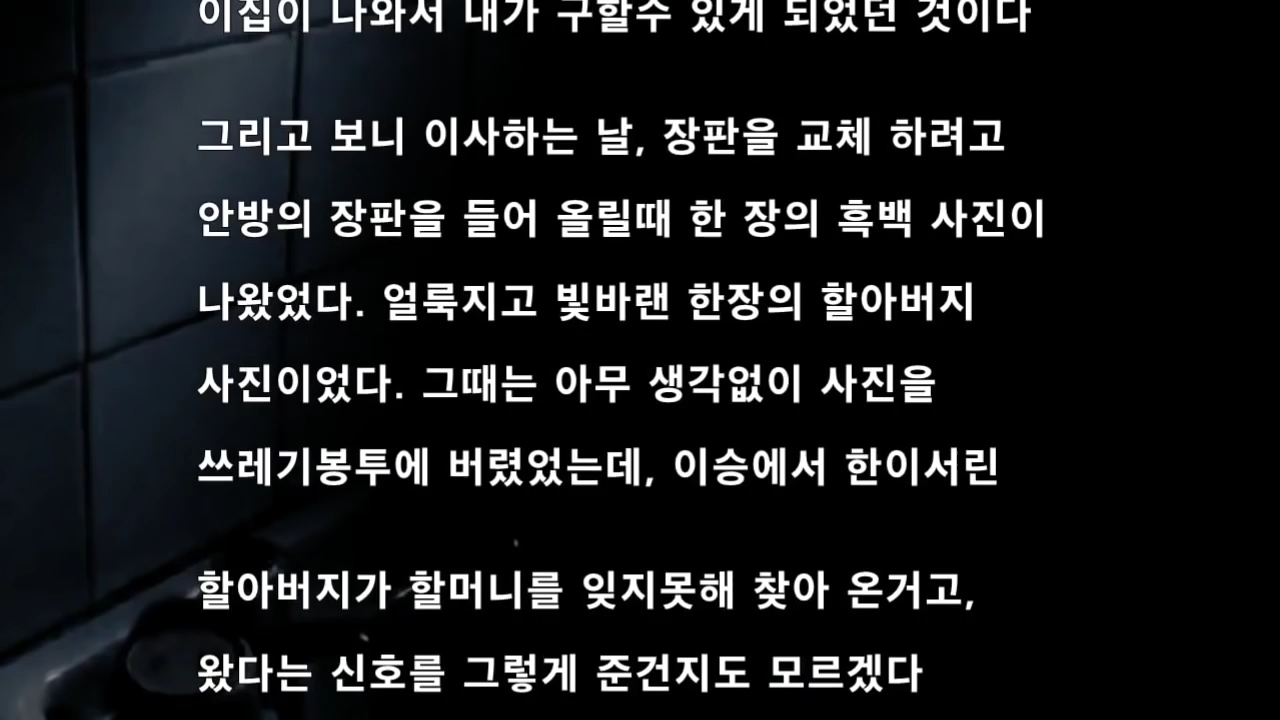 이집이 나와서 내가 구할수 있게 되었던 것이다
그리고 보니 이사하는 날, 장판을 교체 하려고
안방의 장판을 들어 올릴때 한 장의 흑백 사진이
나왔었다. 얼룩지고 빛바랜 한장의 할아버지
사진이었다. 그때는 아무 생각없이 사진을
쓰레기봉투에 버렸었는데, 이승에서 한이서린
할아버지가 할머니를 잊지못해 찾아 온거고,
왔다는 신호를 그렇게 준건지도 모르겠다